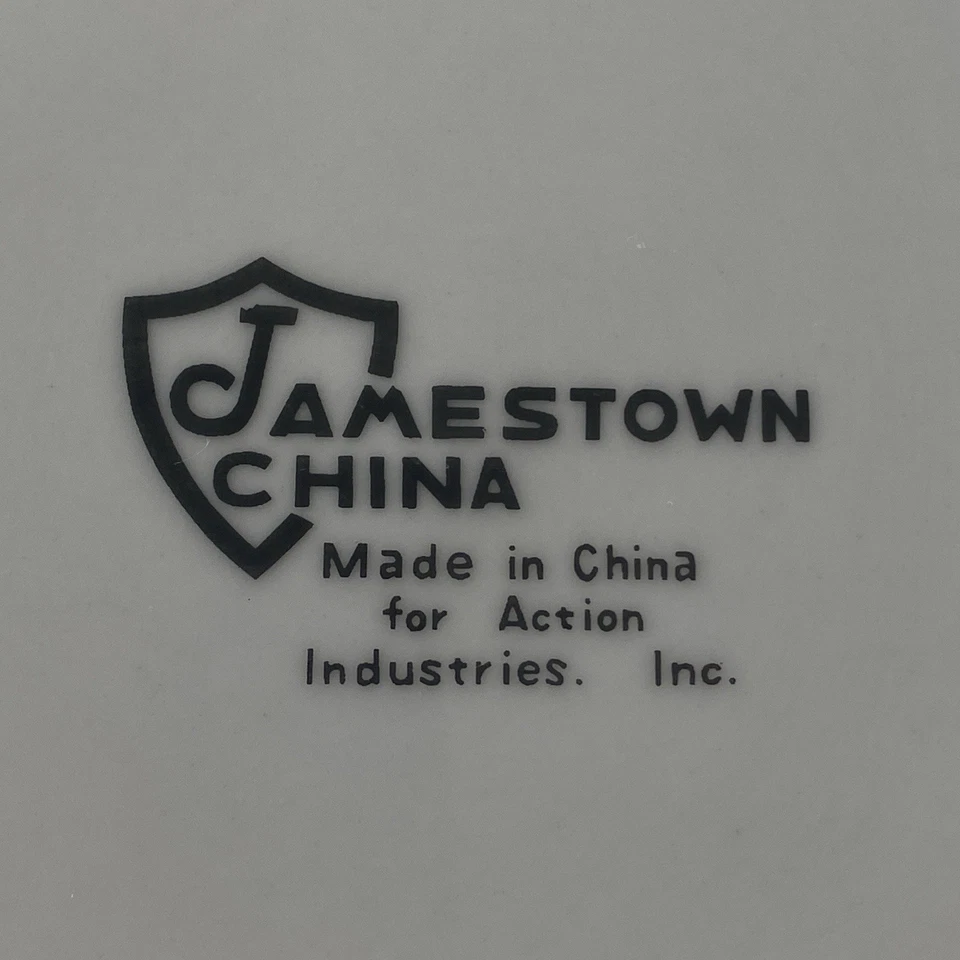 JAMESTOWN
CHINA
Made in China
for Action
Industries. Inc.